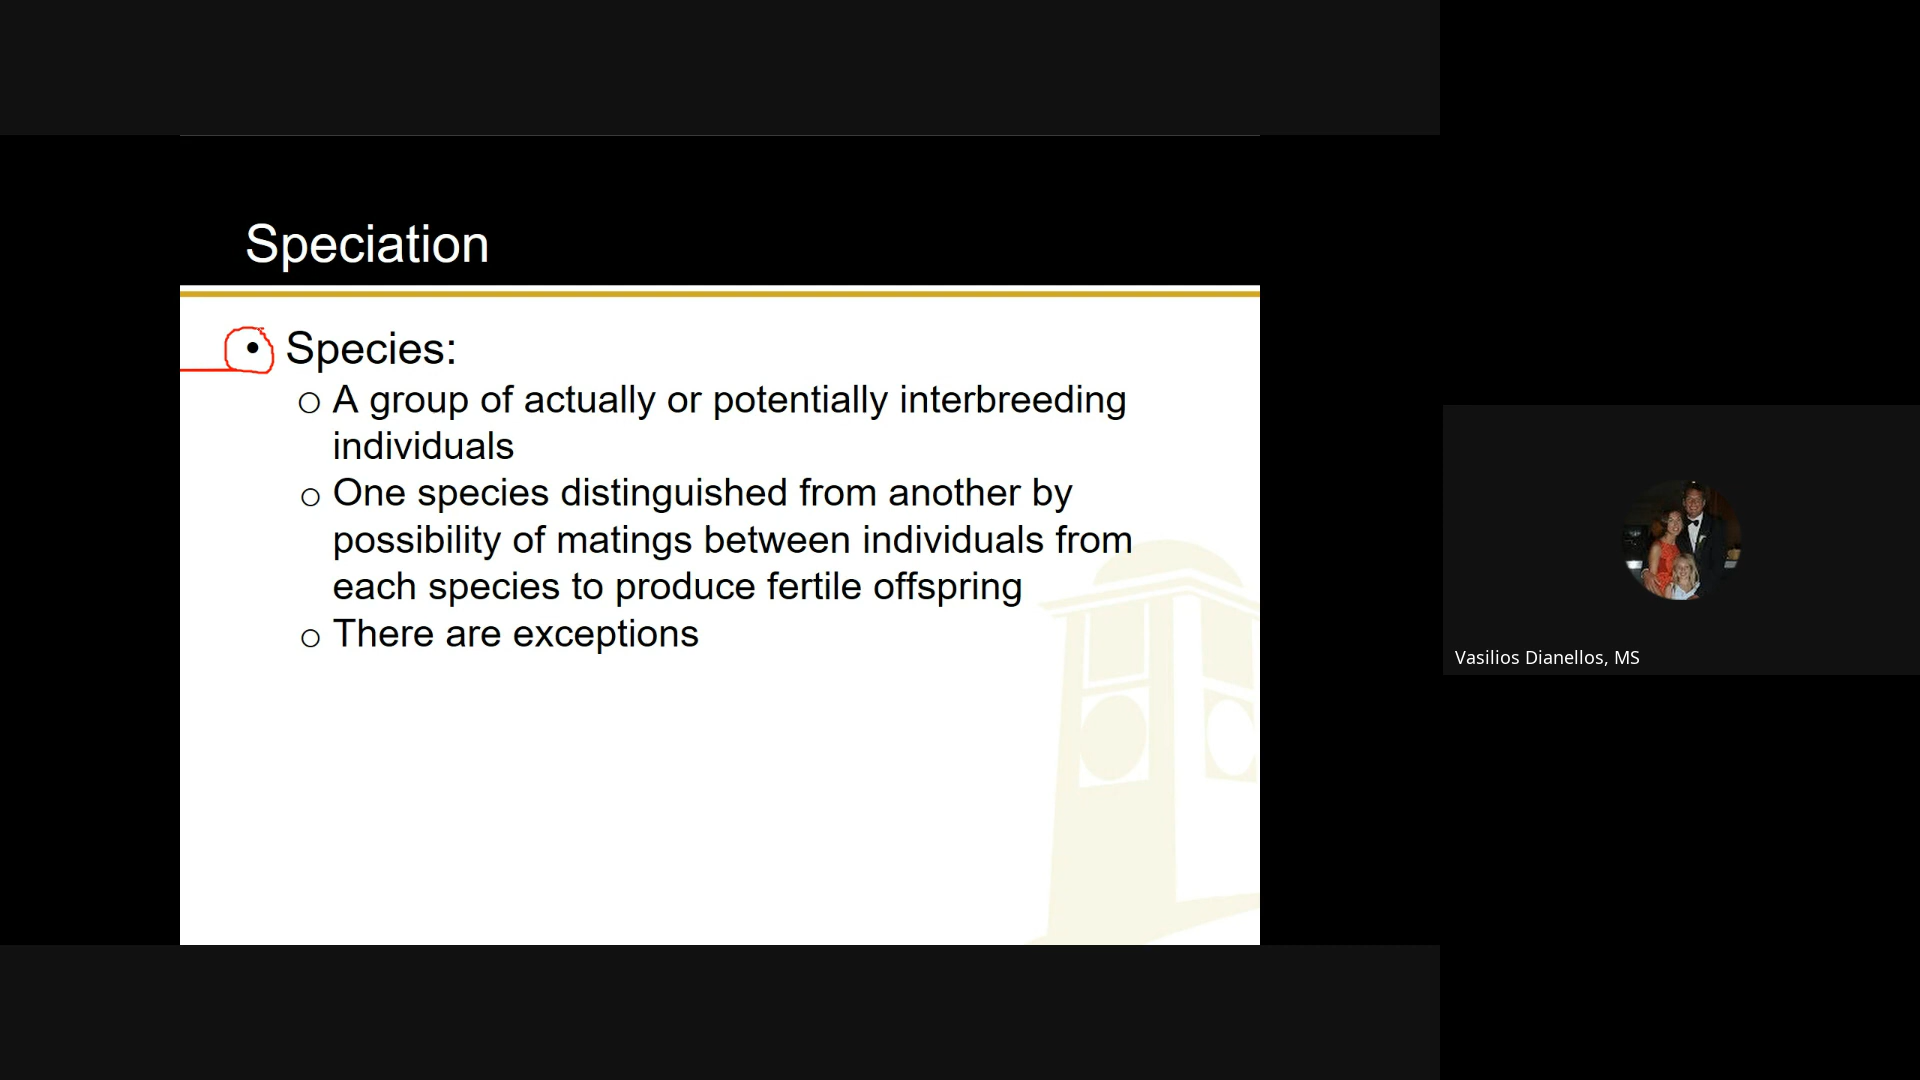 Speciation
• Species:
o A group of actually or potentially interbreeding
individuals
o One species distinguished from another by
possibility of matings between individuals from
each species to produce fertile offspring
o There are exceptions
Vasilios Dianellos, MS